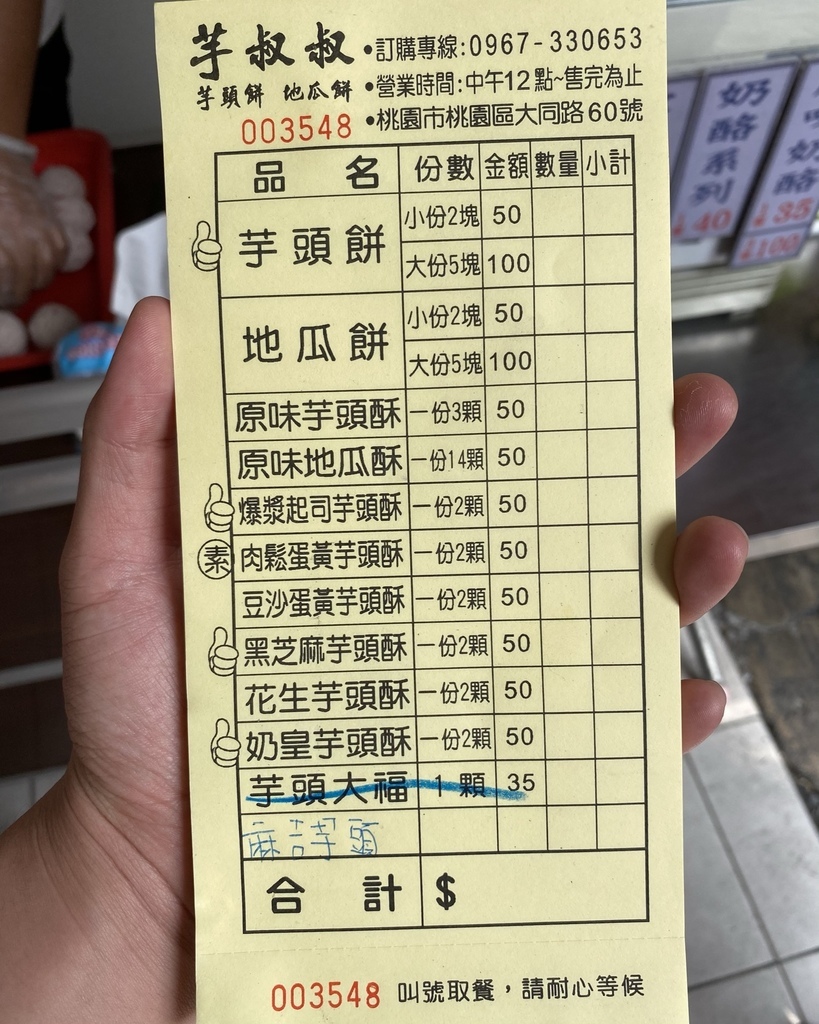 芋叔叔
芋頭餅 地瓜餅
003548
•訂購專線:0967-330653
•營業時間:中午12點~售完為止
•桃園市桃園區大同路60號
品名 份數 金額 數量 小計
芋頭餅 小份2塊 50
大份5塊 100
地瓜餅 小份2塊 50
大份5塊 100
原味芋頭酥 一份3顆 50
原味地瓜酥 一份14顆 50
爆漿起司芋頭酥 一份2顆 50
素 肉鬆蛋黃芋頭酥 一份2顆 50
豆沙蛋黃芋頭酥 一份2顆 50
黑芝麻芋頭酥 一份2顆 50
花生芋頭酥 一份2顆 50
奶皇芋頭酥 一份2顆 50
芋頭大福 1顆 35
麻吉芋頭
合計 $
003548 叫號取餐，請耐心等候
奶酪系列
↓40
奶酪
↓35
↓100